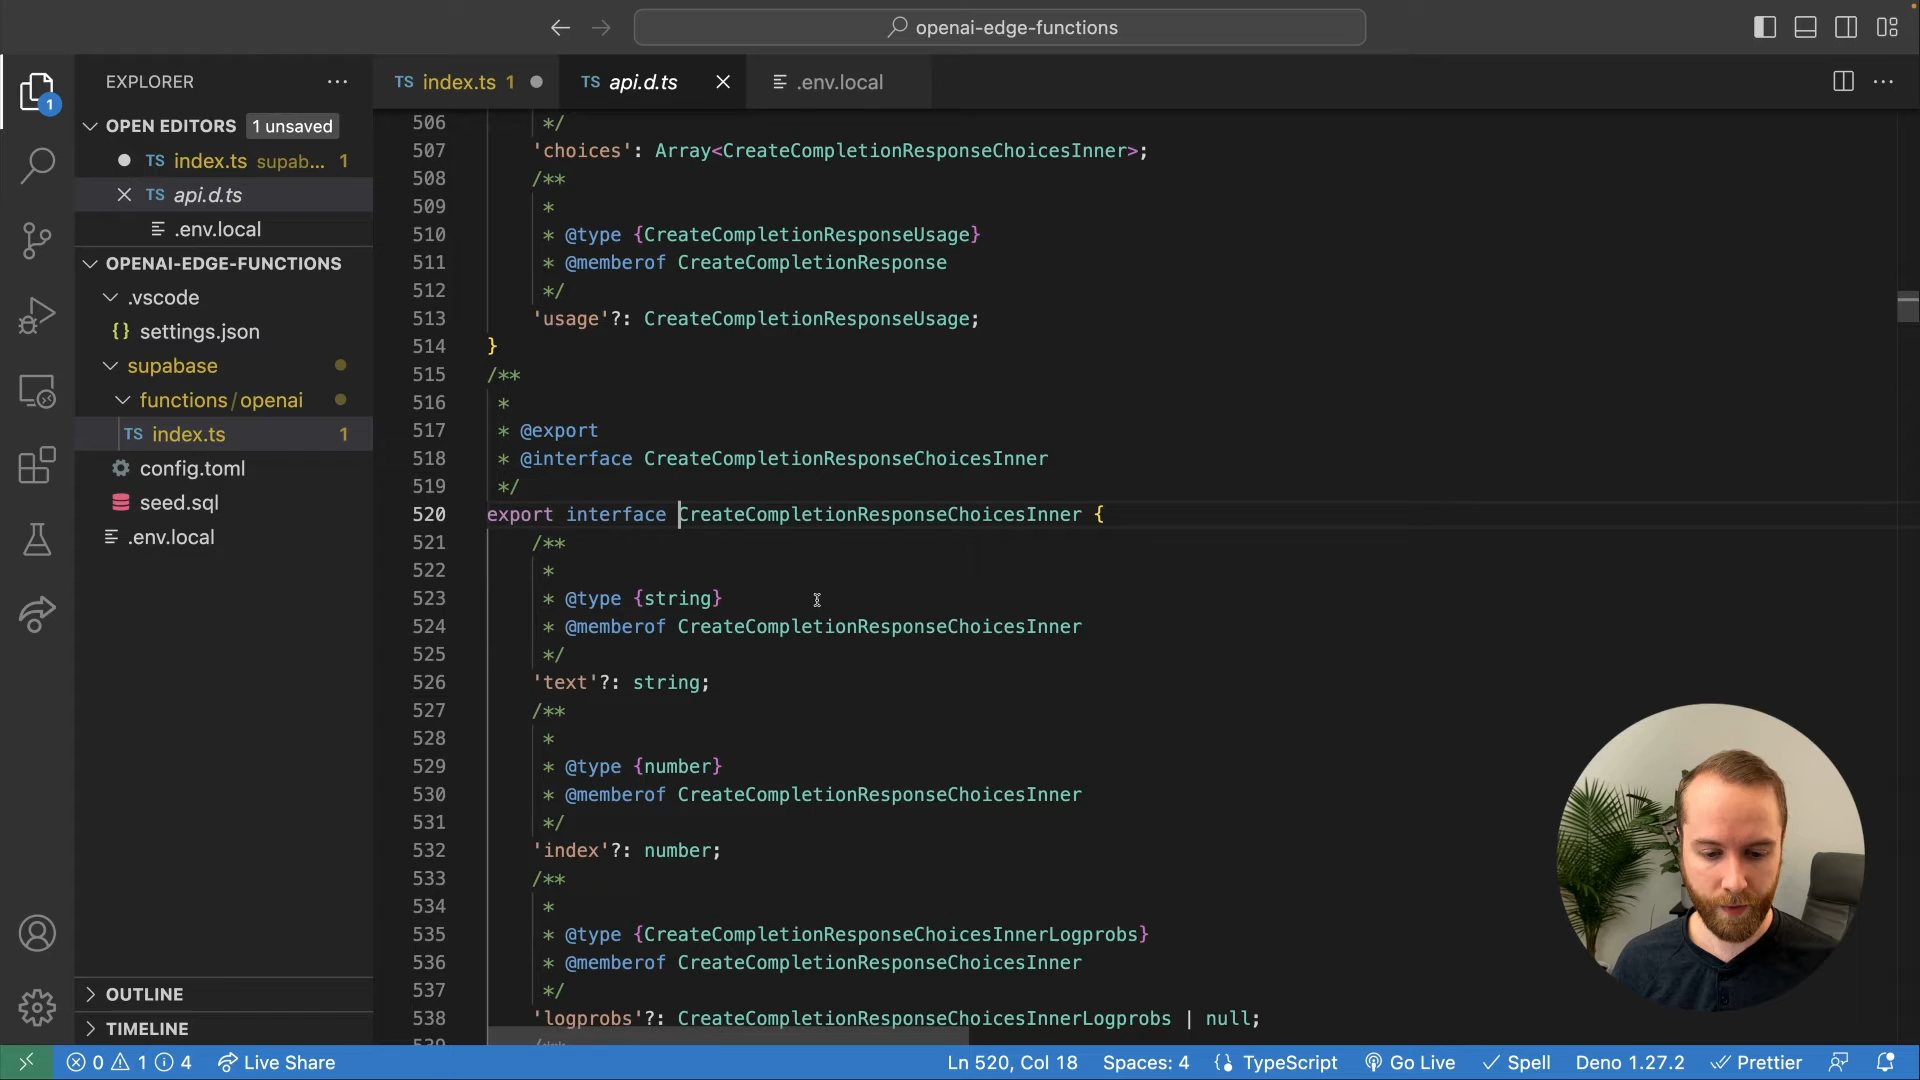 openai-edge-functions
EXPLORER
TS index.ts 1
TS api.d.ts
.env.local
1
OPEN EDITORS 1 unsaved
TS index.ts supab... 1
TS api.d.ts
.env.local
OPENAI-EDGE-FUNCTIONS
.vscode
{} settings.json
supabase
functions/openai
TS index.ts 1
config.toml
seed.sql
.env.local
OUTLINE
TIMELINE
506 */
507 'choices': Array<CreateCompletionResponseChoicesInner>;
508 /**
509 *
510 * @type {CreateCompletionResponseUsage}
511 * @memberof CreateCompletionResponse
512 */
513 'usage'?: CreateCompletionResponseUsage;
514 }
515 /**
516 *
517 * @export
518 * @interface CreateCompletionResponseChoicesInner
519 */
520 export interface CreateCompletionResponseChoicesInner {
521 /**
522 *
523 * @type {string}
524 * @memberof CreateCompletionResponseChoicesInner
525 */
526 'text'?: string;
527 /**
528 *
529 * @type {number}
530 * @memberof CreateCompletionResponseChoicesInner
531 */
532 'index'?: number;
533 /**
534 *
535 * @type {CreateCompletionResponseChoicesInnerLogprobs}
536 * @memberof CreateCompletionResponseChoicesInner
537 */
538 'logprobs'?: CreateCompletionResponseChoicesInnerLogprobs | null;
0 1 4 Live Share Ln 520, Col 18 Spaces: 4 {} TypeScript Go Live Spell Deno 1.27.2 Prettier